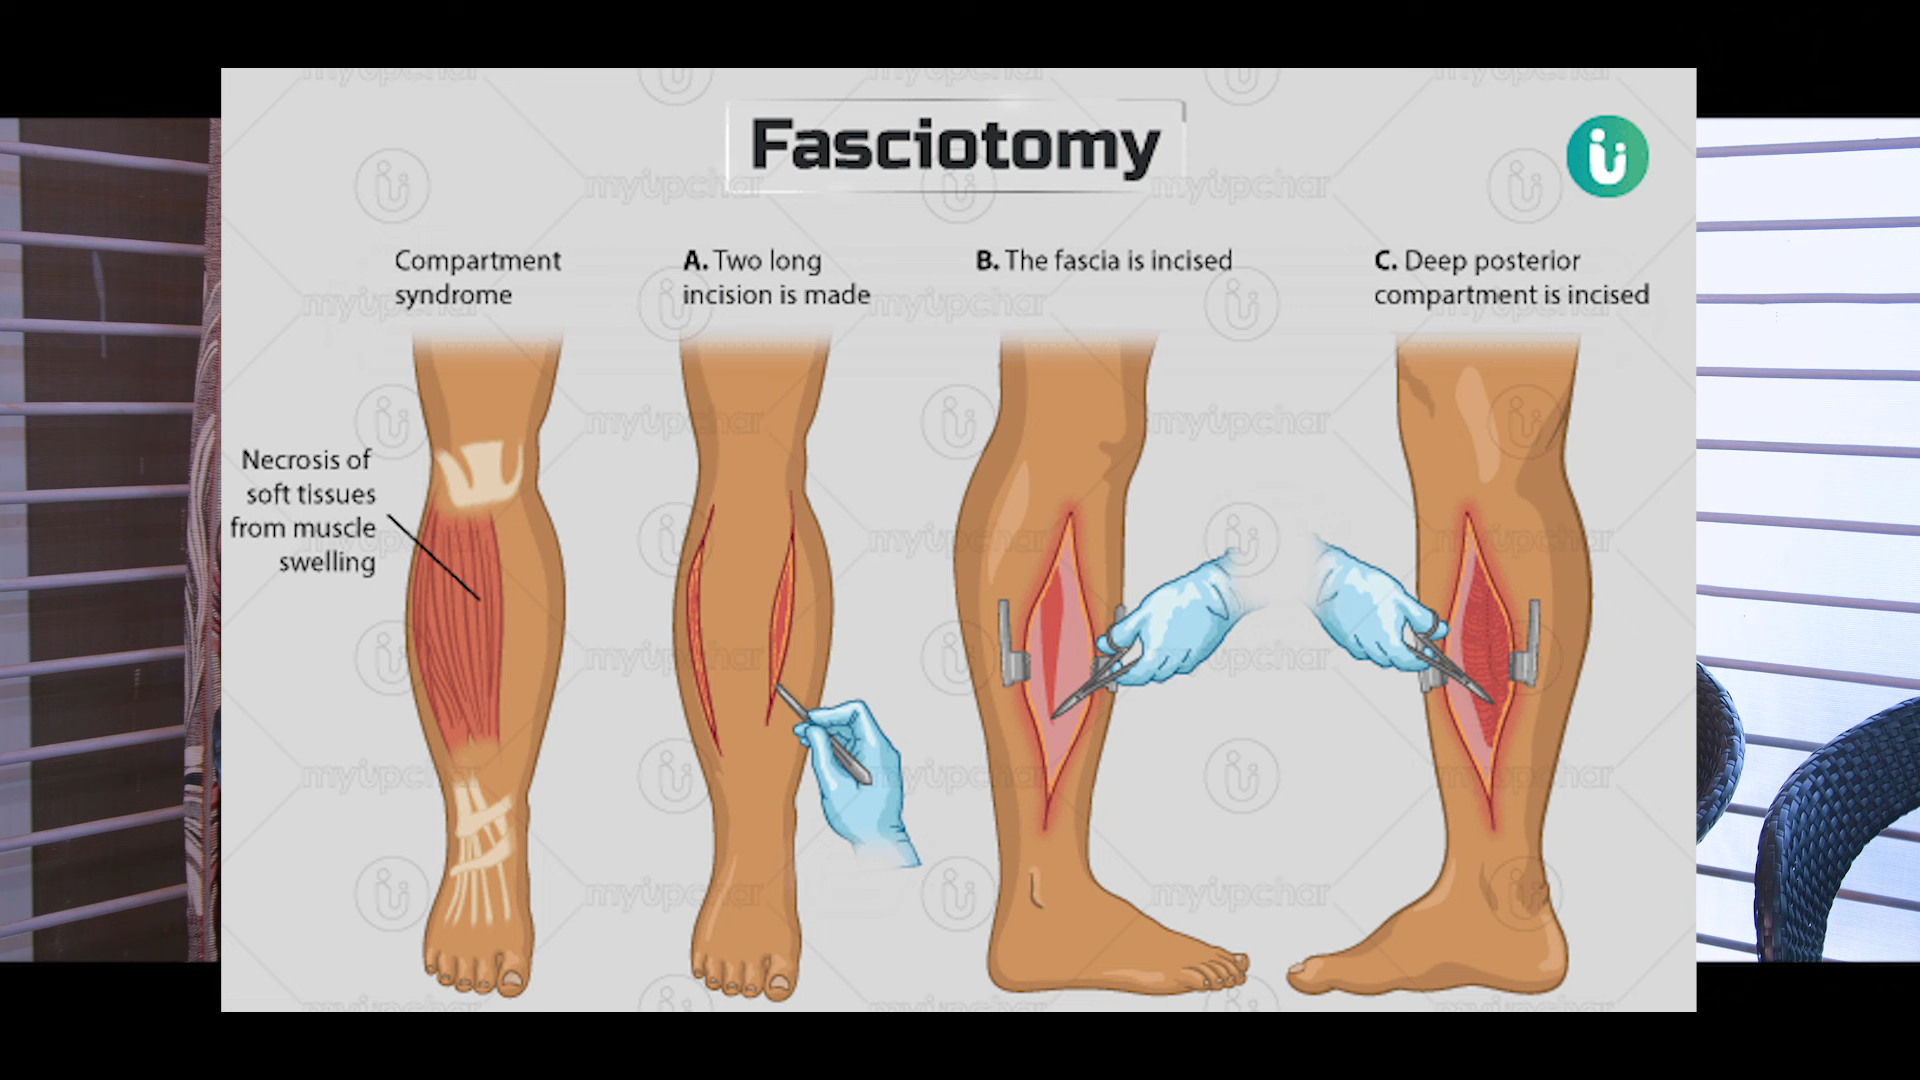 Fasciotomy
Compartment
syndrome
A. Two long
incision is made
B. The fascia is incised
C. Deep posterior
compartment is incised
Necrosis of
soft tissues
from muscle
swelling
myupchar